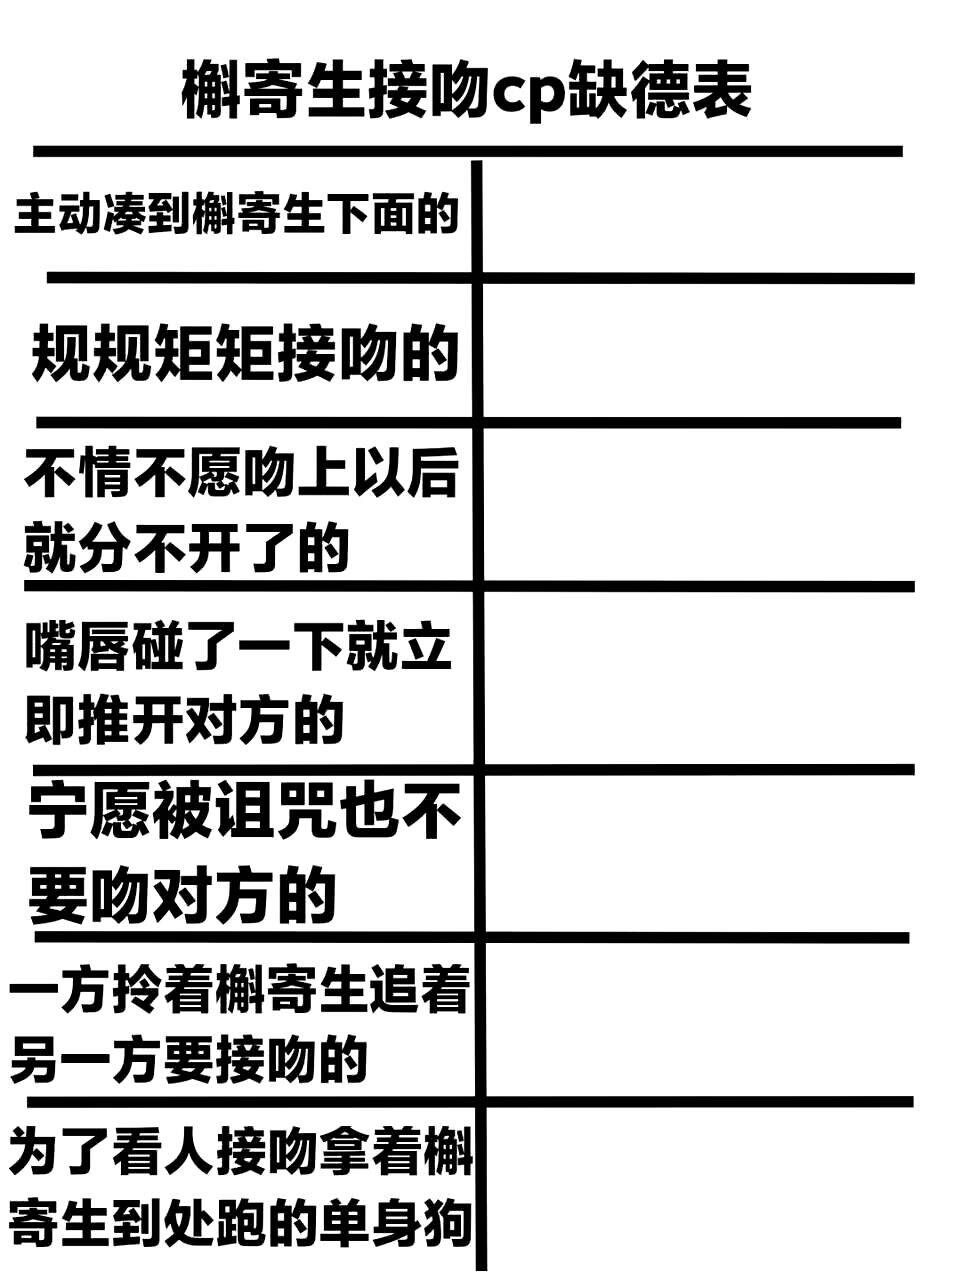 槲寄生接吻cp缺德表
主动凑到槲寄生下面的
规规矩矩接吻的
不情不愿吻上以后
就分不开了的
嘴唇碰了一下就立
即推开对方的
宁愿被诅咒也不
要吻对方的
一方拎着槲寄生追着
另一方要接吻的
为了看人接吻拿着槲
寄生到处跑的单身狗